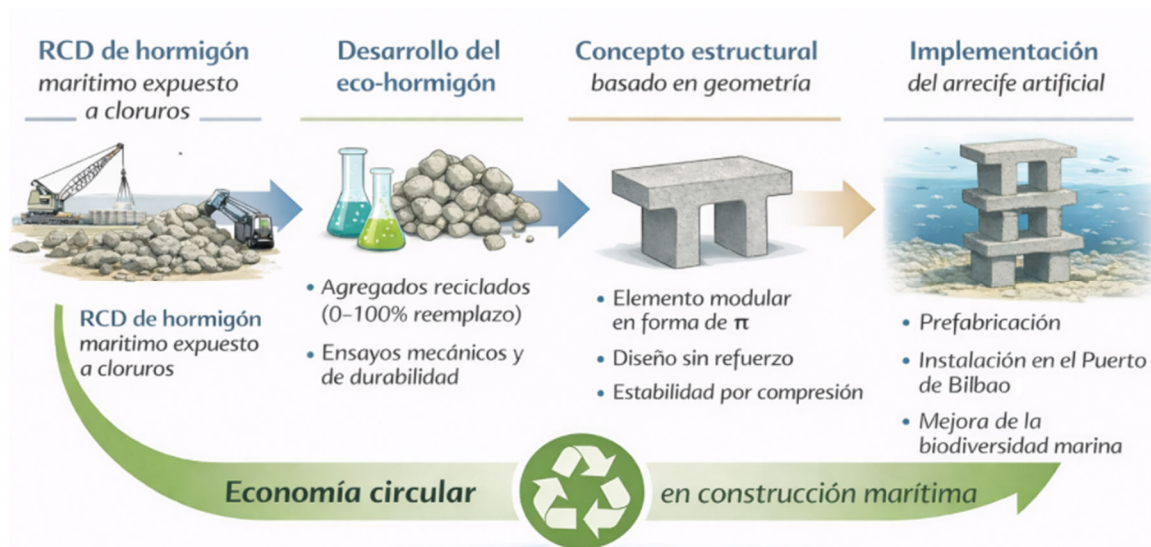 RCD de hormigón
marítimo expuesto
a cloruros
Desarrollo del
eco-hormigón
Concepto estructural
basado en geometría
Implementación
del arrecife artificial
RCD de hormigón
maritimo expuesto
a cloruros
• Agregados reciclados
(0–100% reemplazo)
• Ensayos mecánicos y
de durabilidad
• Elemento modular
en forma de π
• Diseño sin refuerzo
• Estabilidad por compresión
• Prefabricación
• Instalación en el Puerto
de Bilbao
• Mejora de la
biodiversidad marina
Economía circular en construcción marítima